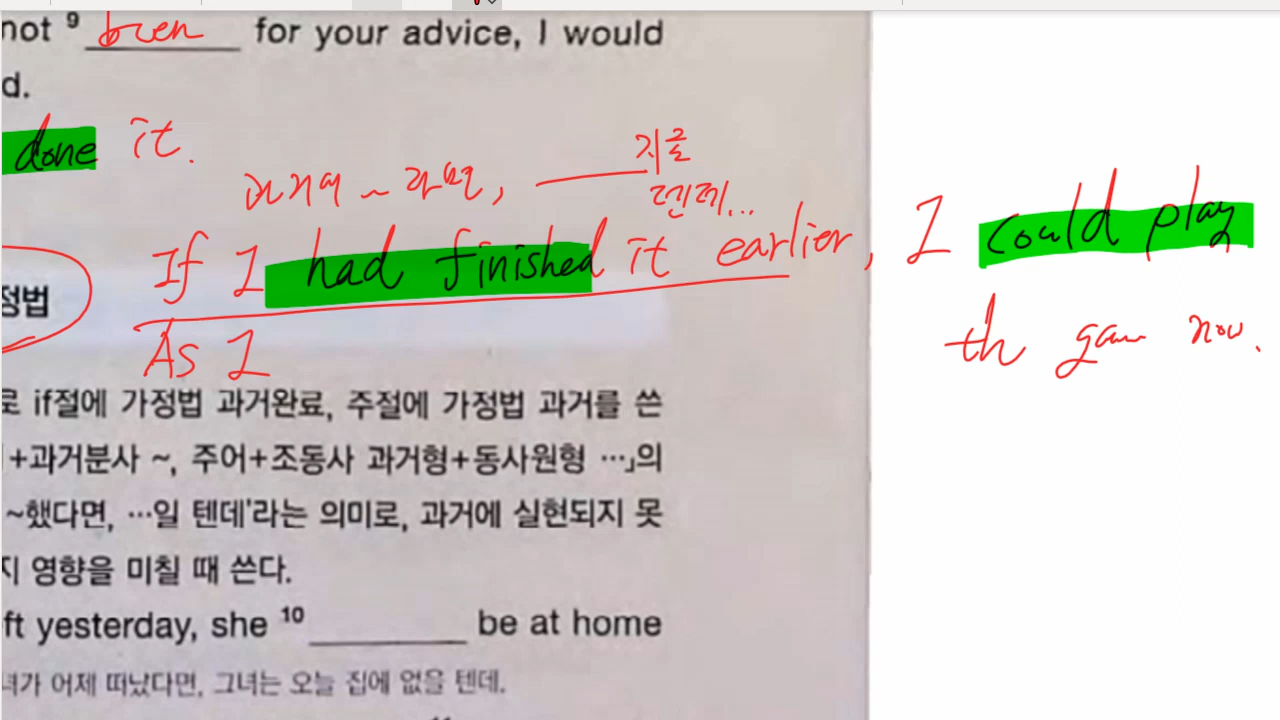 not ⁹ been for your advice, I would
d.
done it.
지금
~ 라면, 텐데...
If I had finished it earlier, I could play
th gam now.
정법
As I
로 if절에 가정법 과거완료, 주절에 가정법 과거를 쓴
+과거분사 ~, 주어+조동사 과거형+동사원형 …」의
~했다면, …일 텐데'라는 의미로, 과거에 실현되지 못
지 영향을 미칠 때 쓴다.
ft yesterday, she ¹⁰ ______ be at home
녀가 어제 떠났다면, 그녀는 오늘 집에 없을 텐데.